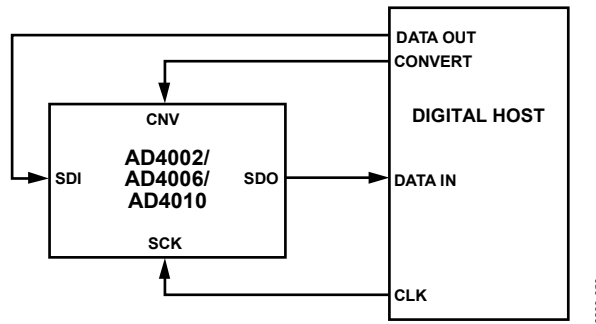 DATA OUT
CONVERT
DIGITAL HOST
CNV
AD4002/
AD4006/
AD4010
SDI
SDO
DATA IN
SCK
CLK